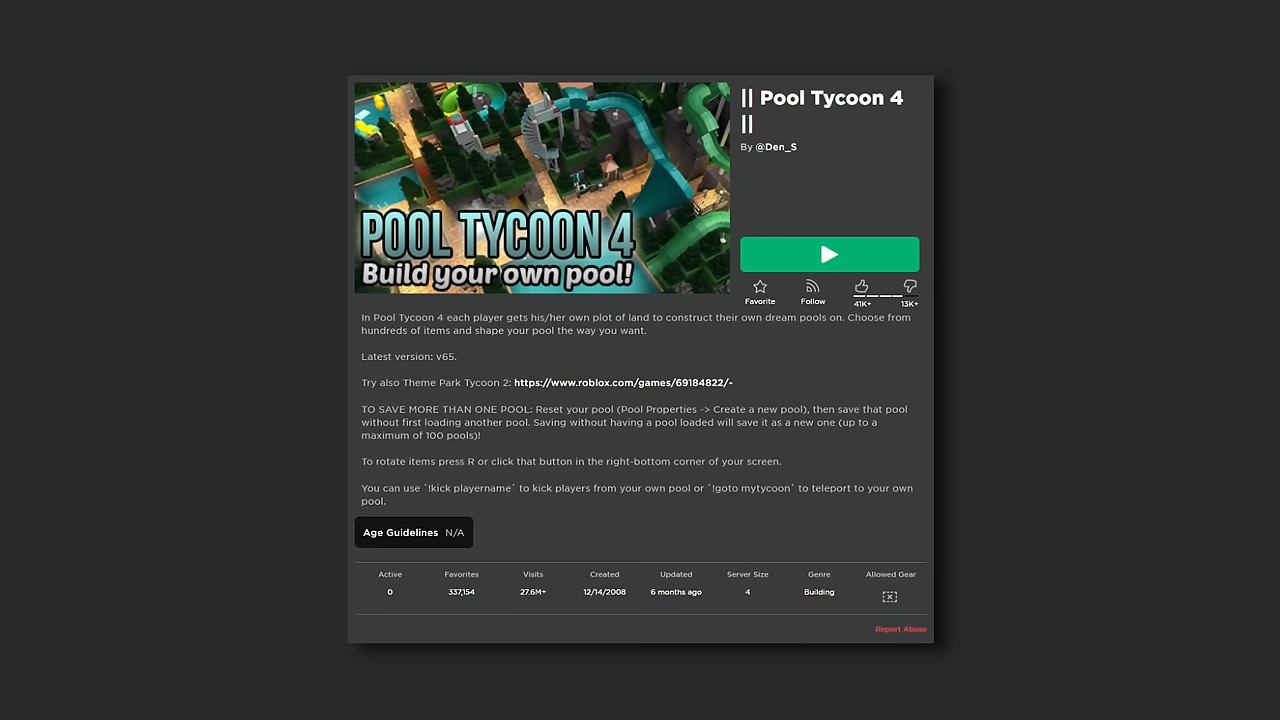 POOL TYCOON 4
Build your own pool!
|| Pool Tycoon 4
||
By @Den_S
Favorite
Follow
41K+
13K+
In Pool Tycoon 4 each player gets his/her own plot of land to construct their own dream pools on. Choose from
hundreds of items and shape your pool the way you want.
Latest version: v65.
Try also Theme Park Tycoon 2: https://www.roblox.com/games/69184822/-
TO SAVE MORE THAN ONE POOL: Reset your pool (Pool Properties -> Create a new pool), then save that pool
without first loading another pool. Saving without having a pool loaded will save it as a new one (up to a
maximum of 100 pools)!
To rotate items press R or click that button in the right-bottom corner of your screen.
You can use `!kick playername` to kick players from your own pool or `!goto mytycoon` to teleport to your own
pool.
Age Guidelines N/A
Active Favorites Visits Created Updated Server Size Genre Allowed Gear
0 337,154 27.6M+ 12/14/2008 6 months ago 4 Building
Report Abuse